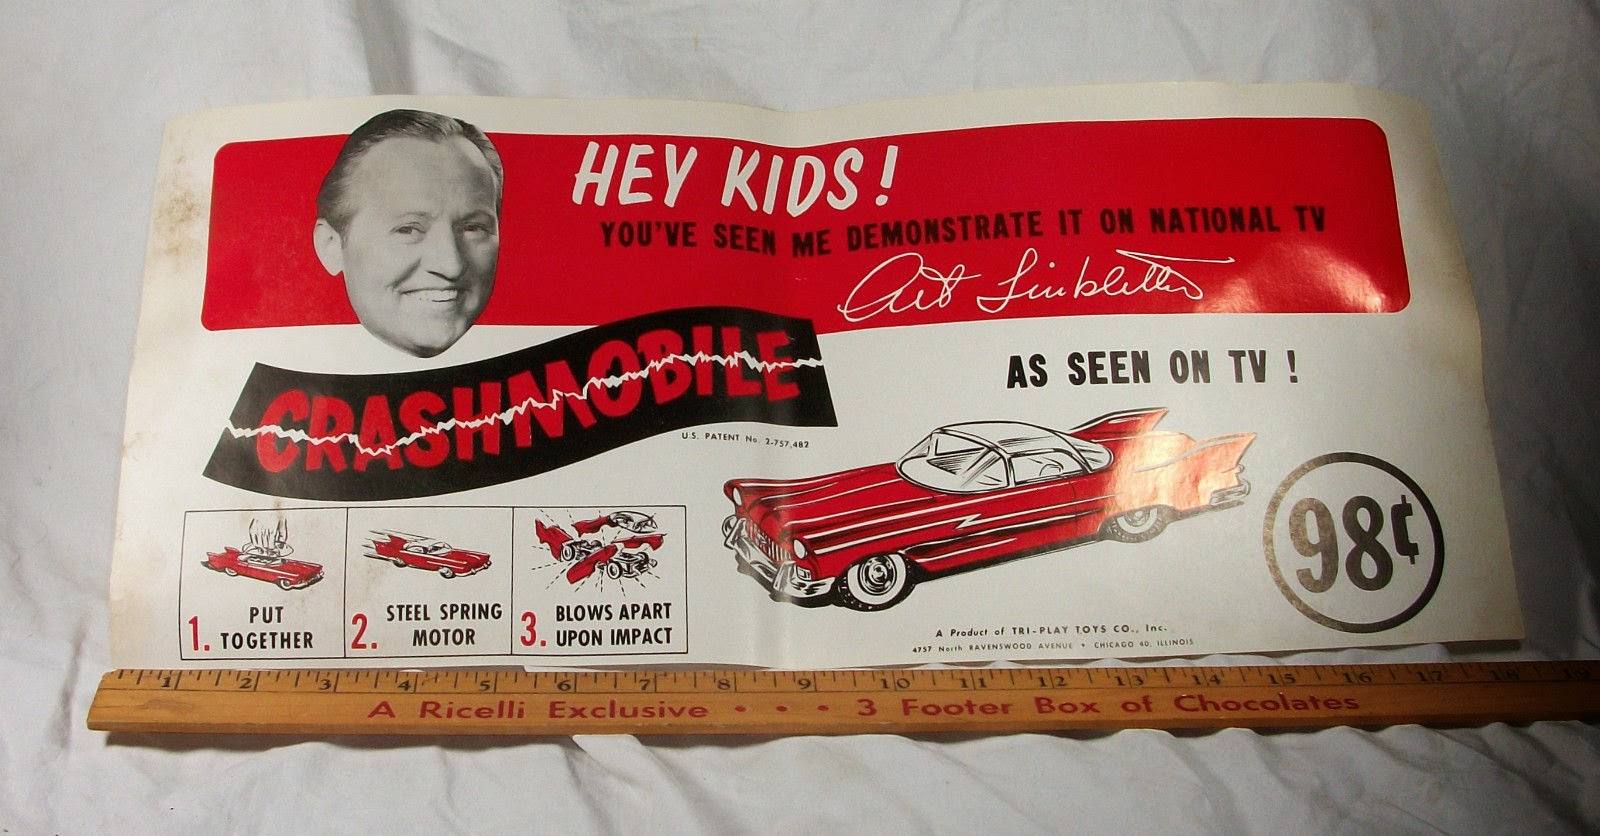 HEY KIDS!
YOU'VE SEEN ME DEMONSTRATE IT ON NATIONAL TV
Art Linkletter
CRASHMOBILE
U.S. PATENT No. 2-757,482
AS SEEN ON TV!
98¢
1. PUT
TOGETHER
2. STEEL SPRING
MOTOR
3. BLOWS APART
UPON IMPACT
A Product of TRI-PLAY TOYS CO., Inc.
4757 North RAVENSWOOD AVENUE • CHICAGO 40, ILLINOIS
1 2 3 4 5 6 7 8 9 10 11 12 13 14 15 16 17 18 19
A Ricelli Exclusive • • • 3 Footer Box of Chocolates